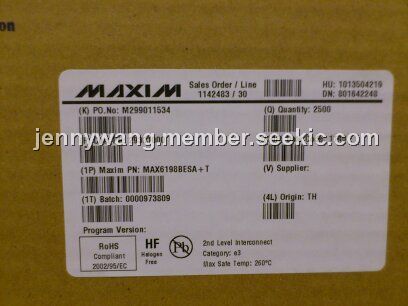 MAXIM
Sales Order / Line
1142483 / 30
HU: 1013504219
DN: 801642248
(K) PO.No: M299011534
(Q) Quantity: 2500
jennywang.member.seekic.com
(1P) Maxim PN: MAX6198BESA+T
(V) Supplier:
(1T) Batch: 0000973809
(4L) Origin: TH
Program Version:
RoHS
Compliant
2002/95/EC
HF
Halogen
Free
Pb
2nd Level Interconnect
Category: e3
Max Safe Temp: 260°C